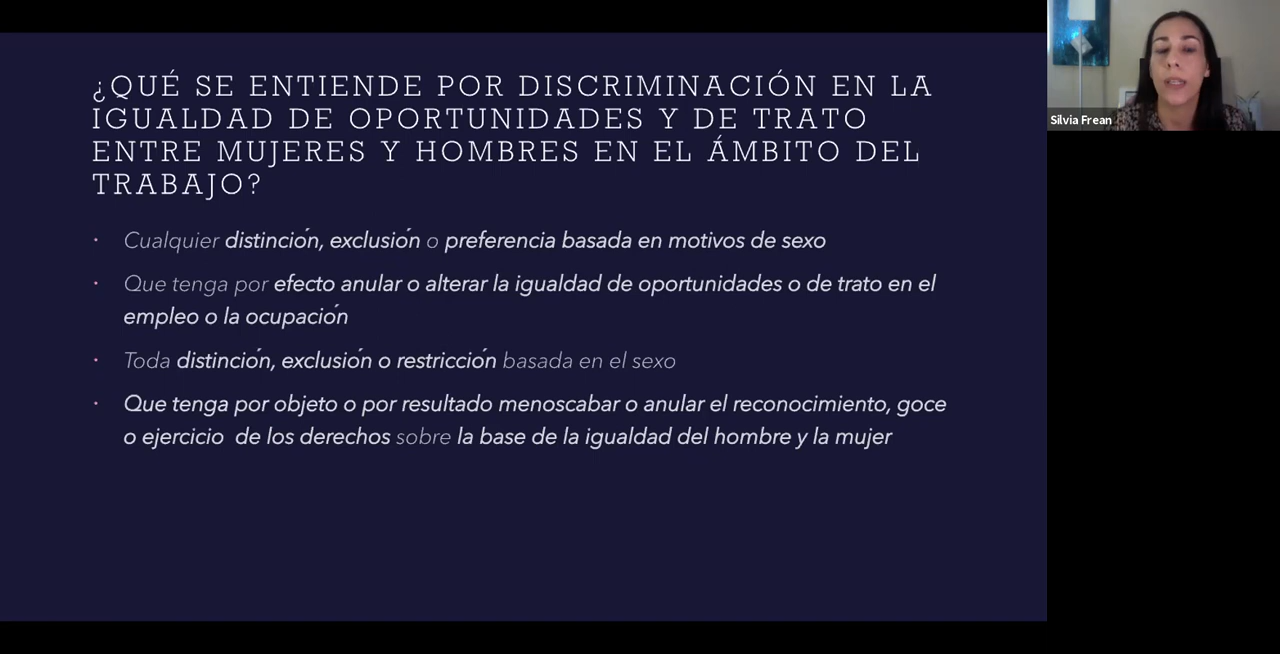 ¿QUÉ SE ENTIENDE POR DISCRIMINACIÓN EN LA
IGUALDAD DE OPORTUNIDADES Y DE TRATO
ENTRE MUJERES Y HOMBRES EN EL ÁMBITO DEL
TRABAJO?
• Cualquier distinción, exclusión o preferencia basada en motivos de sexo
• Que tenga por efecto anular o alterar la igualdad de oportunidades o de trato en el
empleo o la ocupación
• Toda distinción, exclusión o restricción basada en el sexo
• Que tenga por objeto o por resultado menoscabar o anular el reconocimiento, goce
o ejercicio de los derechos sobre la base de la igualdad del hombre y la mujer
Silvia Frean